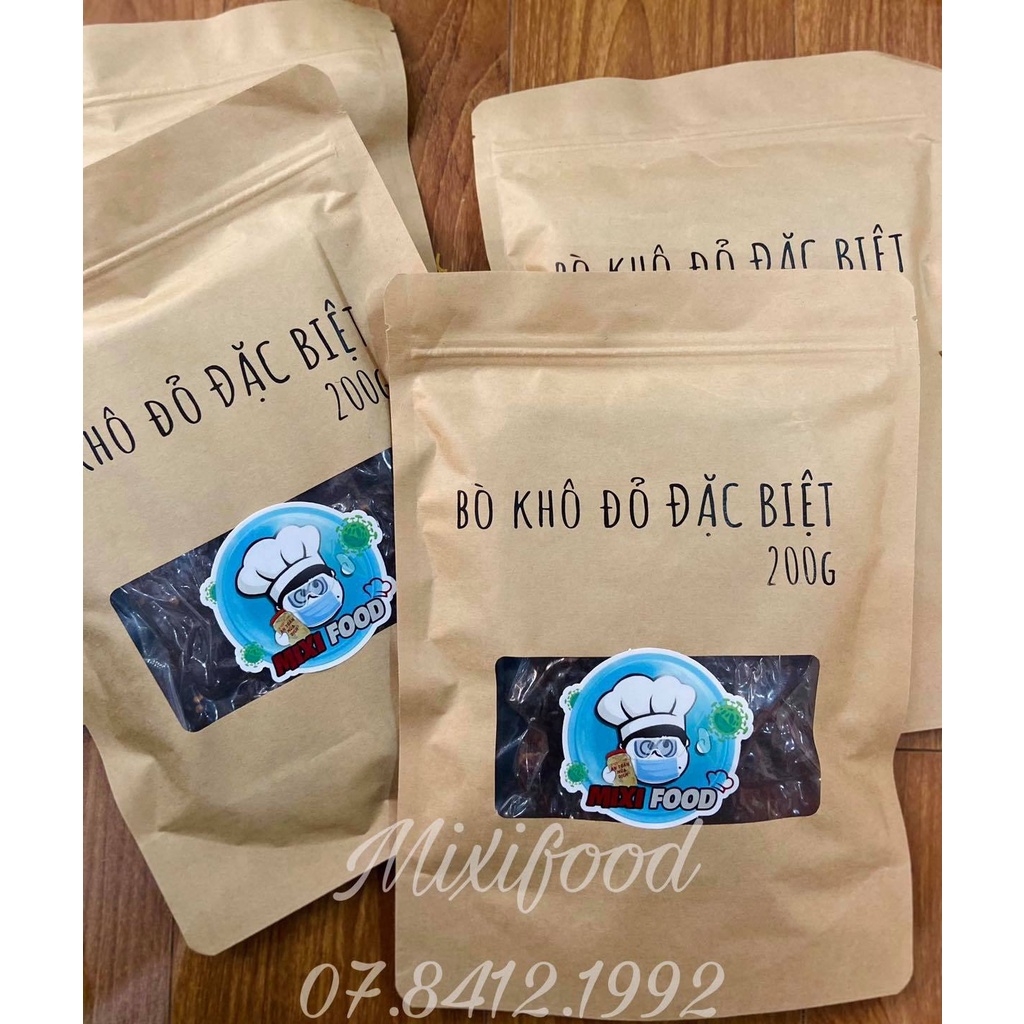 BÒ KHÔ ĐỎ ĐẶC BIỆT
KHÔ ĐỎ ĐẶC BIỆT
200G
MIXI FOOD
BÒ KHÔ ĐỎ ĐẶC BIỆT
200G
MIXI FOOD
Mixifood
07.8412.1992